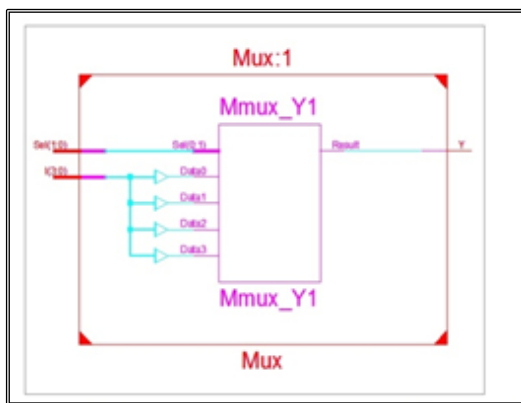 Mux:1
Mmux_Y1
Sel(1:0)
Sel(0:1)
Result
Y
I(3:0)
Data0
Data1
Data2
Data3
Mmux_Y1
Mux